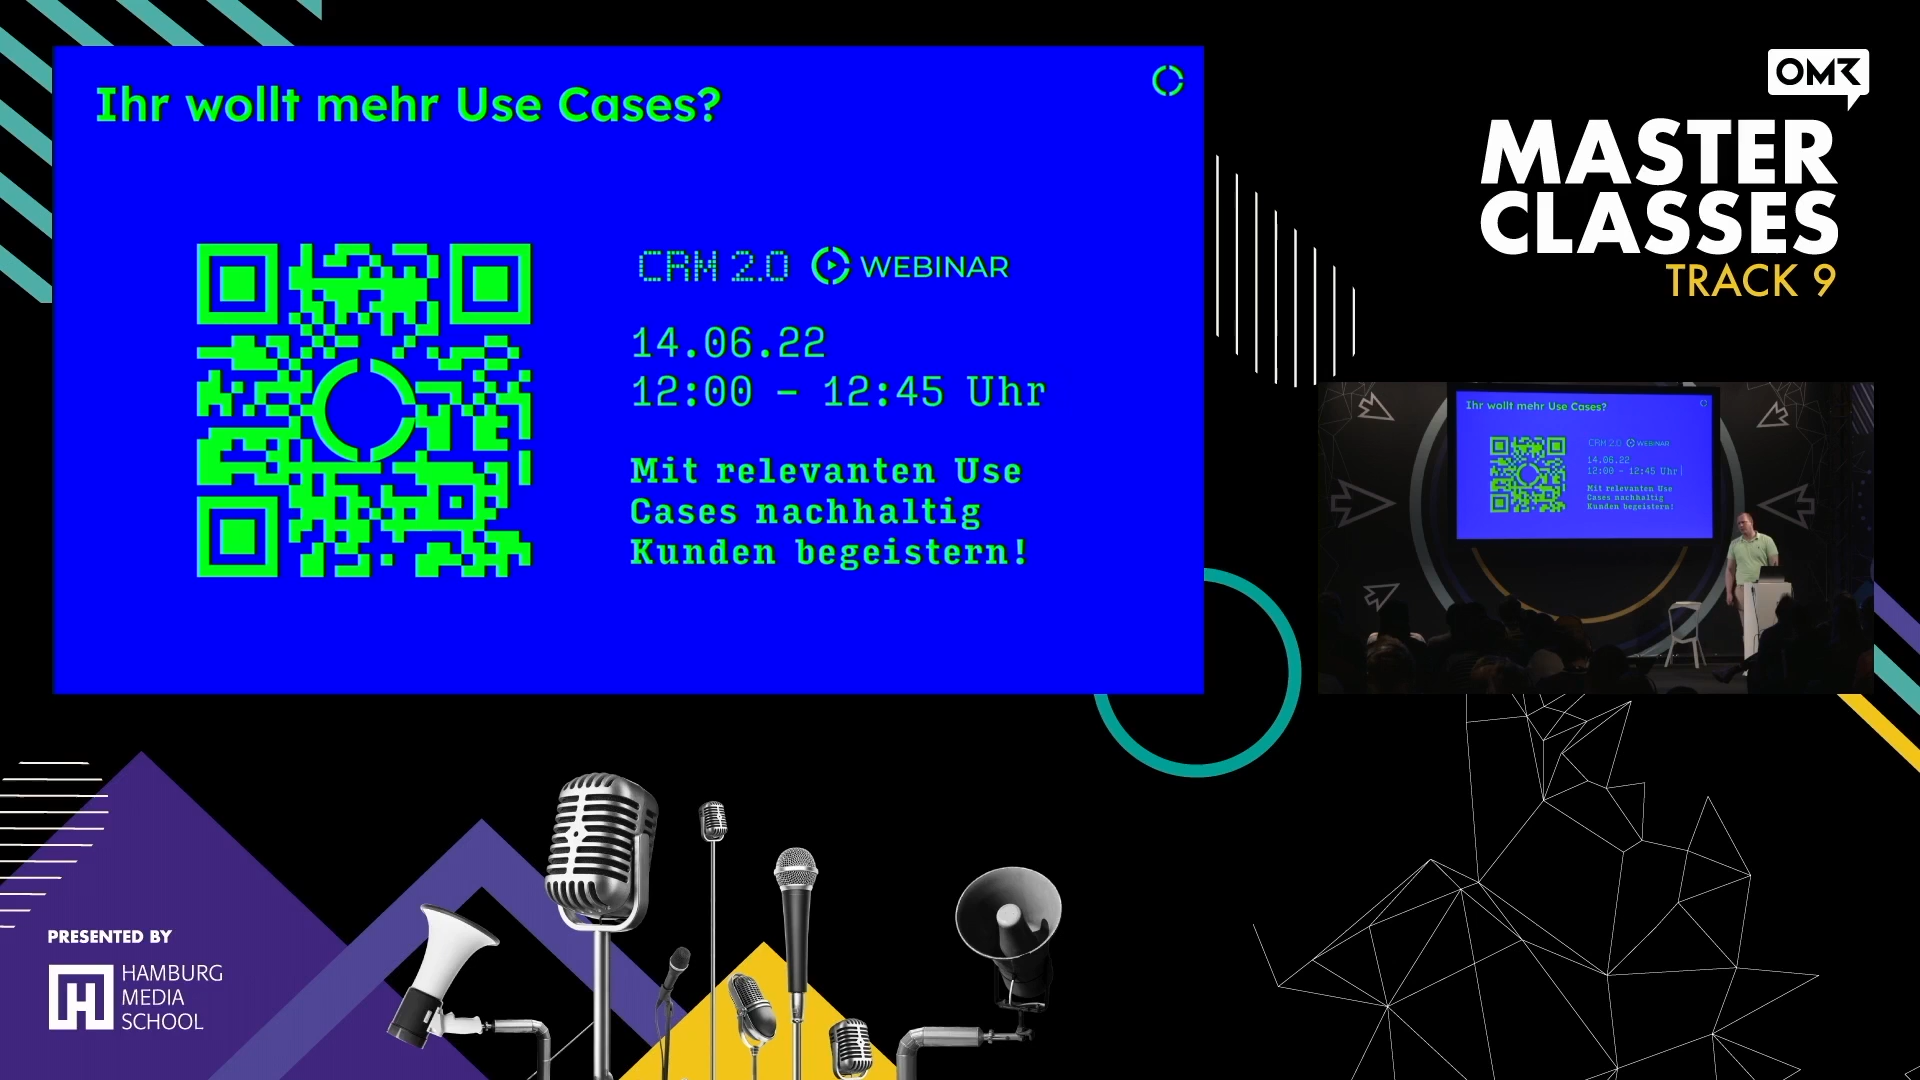 Ihr wollt mehr Use Cases?
CRM 2.0 WEBINAR
14.06.22
12:00 – 12:45 Uhr
Mit relevanten Use
Cases nachhaltig
Kunden begeistern!
OMR
MASTER
CLASSES
TRACK 9
Ihr wollt mehr Use Cases?
CRM 2.0 WEBINAR
14.06.22
12:00 – 12:45 Uhr
Mit relevanten Use
Cases nachhaltig
Kunden begeistern!
PRESENTED BY
HAMBURG
MEDIA
SCHOOL